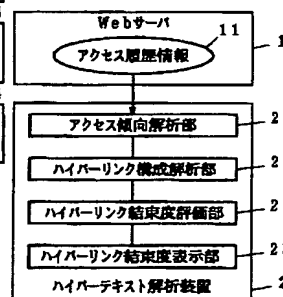 Webサーバ
11
アクセス履歴情報
1
アクセス傾向解析部
2
ハイパーリンク構成解析部
2
ハイパーリンク結束度評価部
2
ハイパーリンク結束度表示部
2
ハイパーテキスト解析装置
2